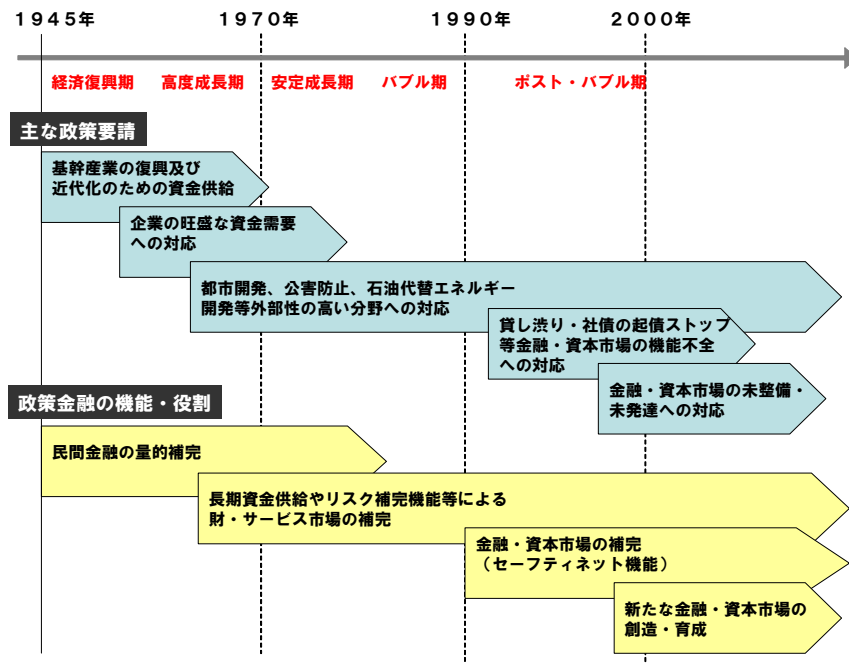 １９４５年 １９７０年 １９９０年 ２０００年
経済復興期 高度成長期 安定成長期 バブル期 ポスト・バブル期
主な政策要請
基幹産業の復興及び
近代化のための資金供給
企業の旺盛な資金需要
への対応
都市開発、公害防止、石油代替エネルギー
開発等外部性の高い分野への対応
貸し渋り・社債の起債ストップ
等金融・資本市場の機能不全
への対応
金融・資本市場の未整備・
未発達への対応
政策金融の機能・役割
民間金融の量的補完
長期資金供給やリスク補完機能等による
財・サービス市場の補完
金融・資本市場の補完
（セーフティネット機能）
新たな金融・資本市場の
創造・育成